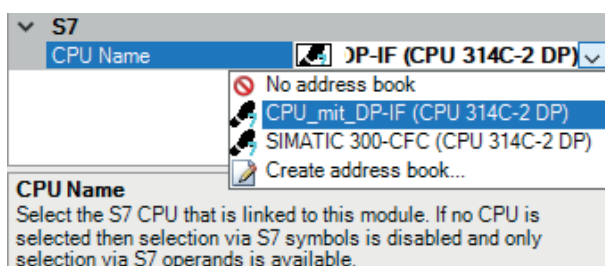 S7
CPU Name )P-IF (CPU 314C-2 DP)
No address book
CPU_mit_DP-IF (CPU 314C-2 DP)
SIMATIC 300-CFC (CPU 314C-2 DP)
Create address book...
CPU Name
Select the S7 CPU that is linked to this module. If no CPU is
selected then selection via S7 symbols is disabled and only
selection via S7 operands is available.